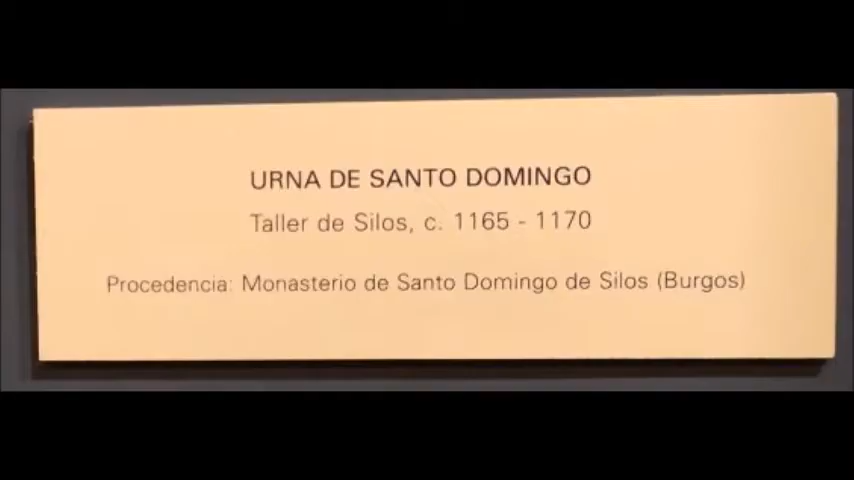 URNA DE SANTO DOMINGO
Taller de Silos, c. 1165 - 1170
Procedencia: Monasterio de Santo Domingo de Silos (Burgos)